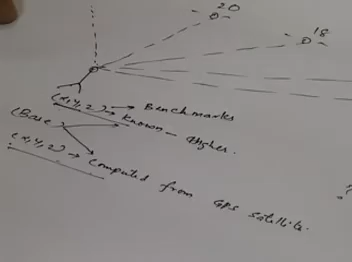 20
18
(x, y, z) → Benchmarks
→ Known – Higher.
(Base)
(x, y, z) → Computed from GPS satellite.